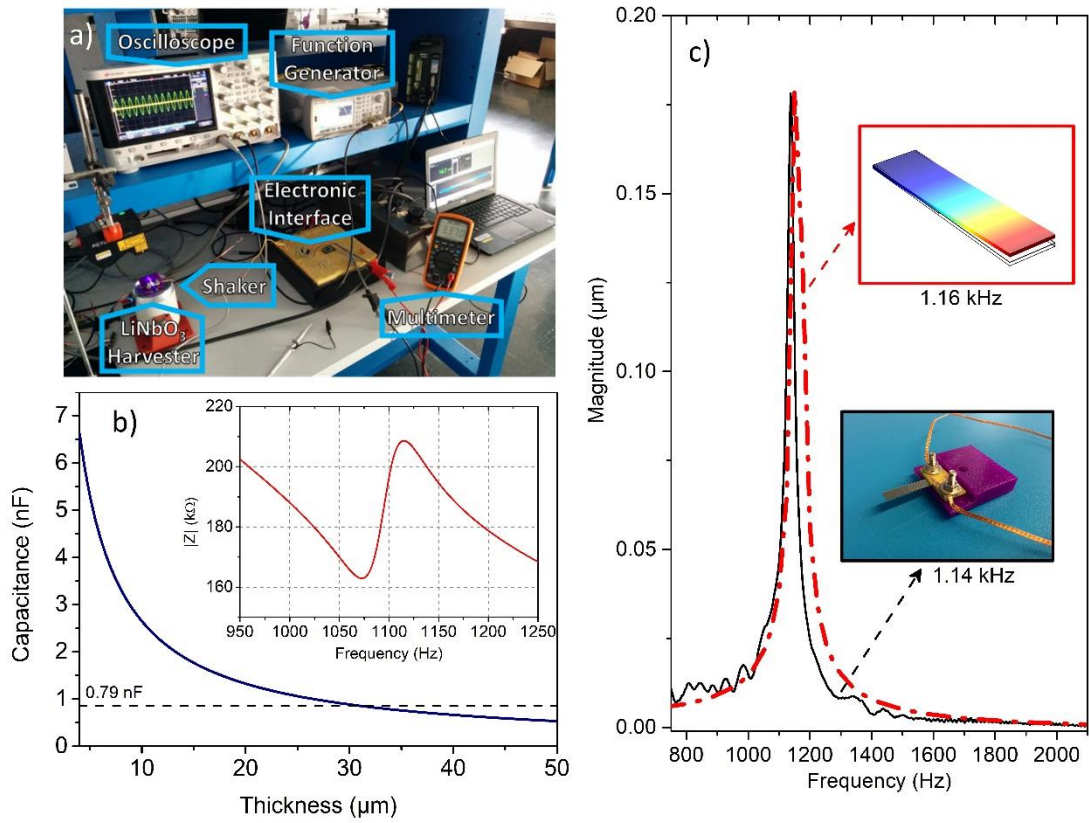 a)
Oscilloscope
Function
Generator
Electronic
Interface
Shaker
LiNbO₃
Harvester
Multimeter
b)
Capacitance (nF)
7
6
5
4
3
2
1
0
0.79 nF
10
20
30
40
50
Thickness (µm)
|Z| (kΩ)
220
200
180
160
950
1000
1050
1100
1150
1200
1250
Frequency (Hz)
c)
Magnitude (µm)
0.20
0.15
0.10
0.05
0.00
1.16 kHz
1.14 kHz
800
1000
1200
1400
1600
1800
2000
Frequency (Hz)